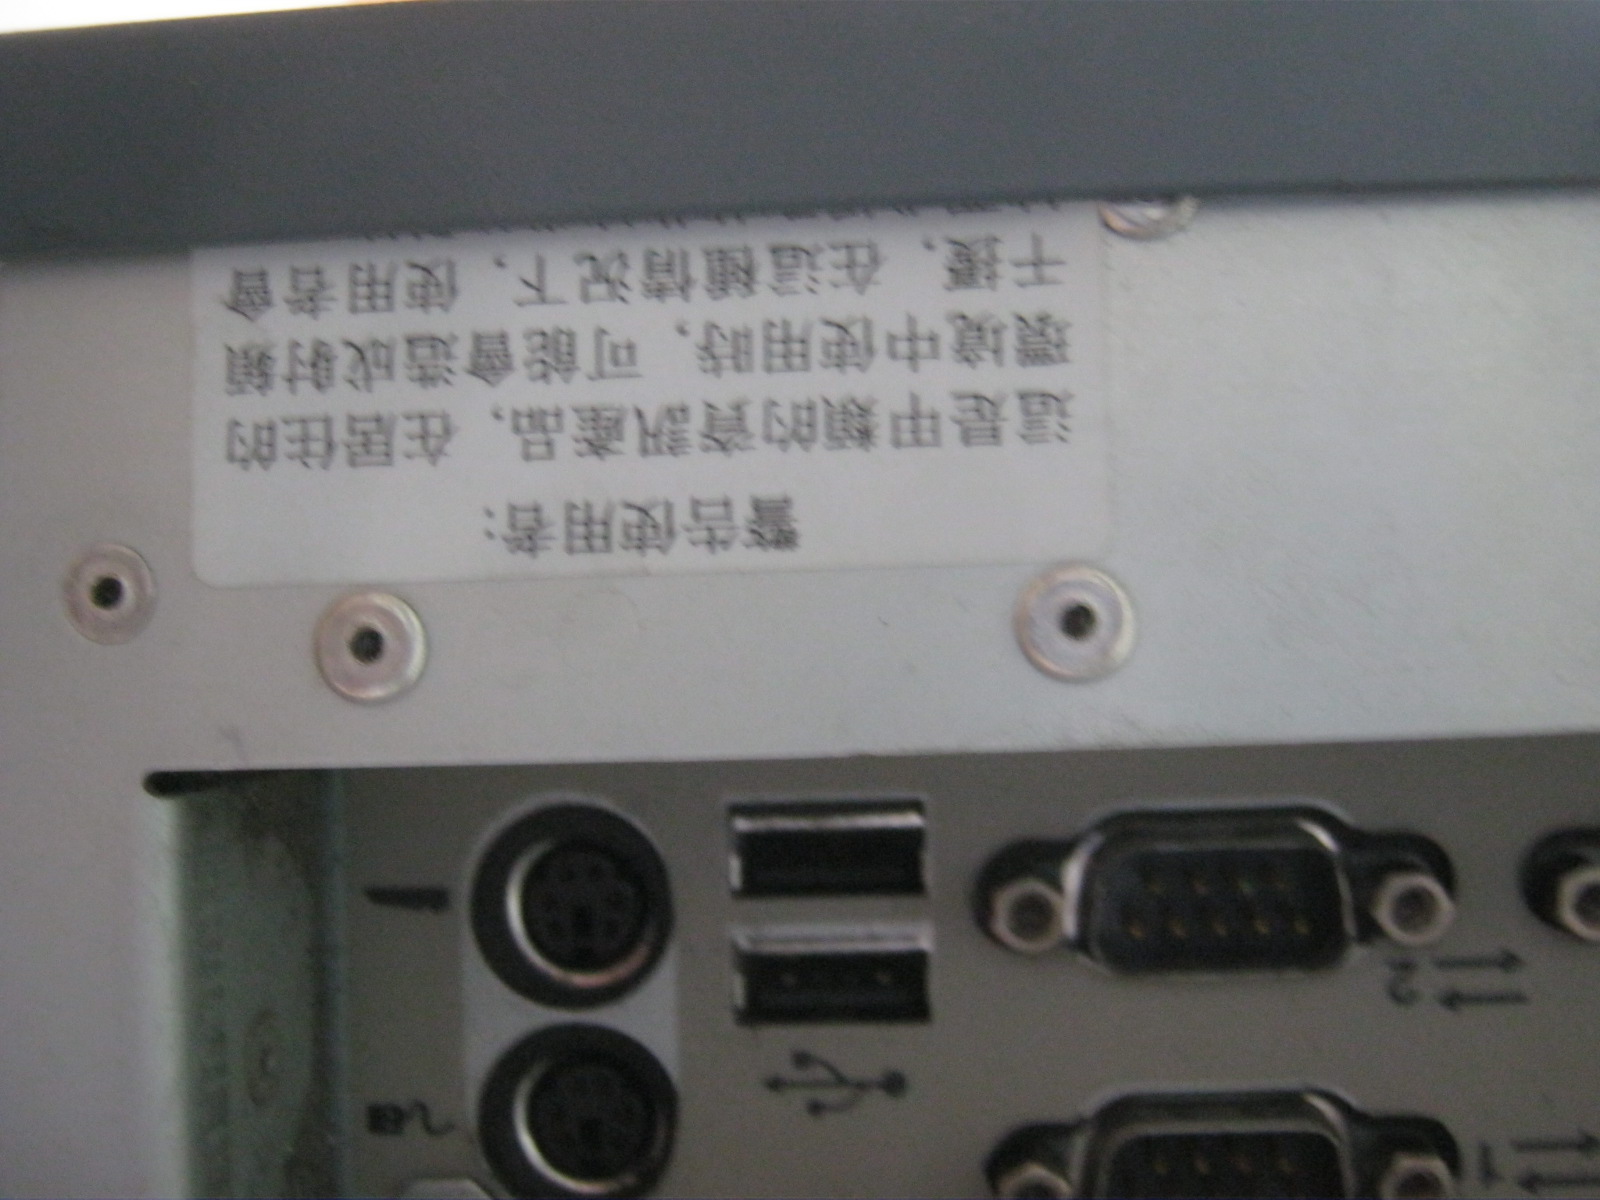 警告使用者:
這是甲類的資訊產品, 在居住的
環境中使用時, 可能會造成射頻
干擾, 在這種情況下, 使用者會
2
1